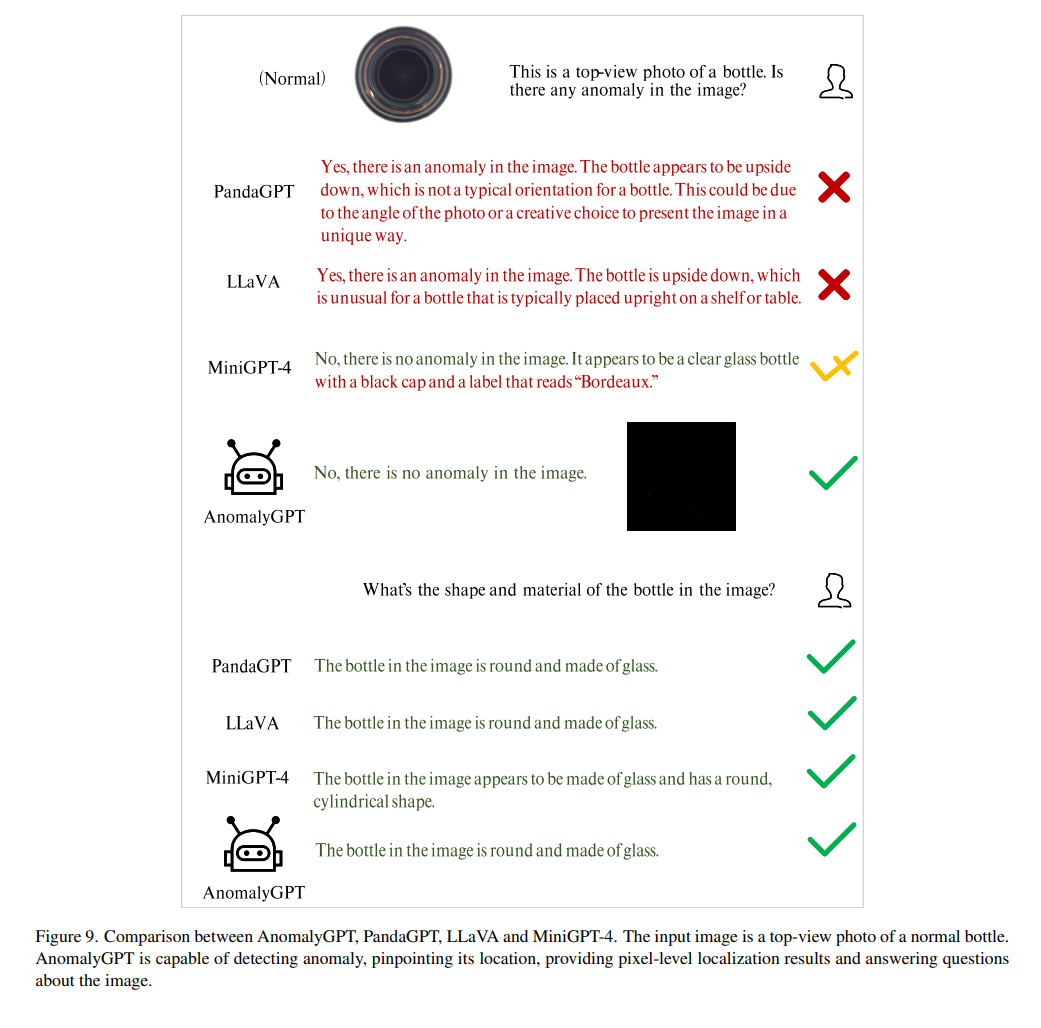 (Normal)
This is a top-view photo of a bottle. Is
there any anomaly in the image?
PandaGPT
Yes, there is an anomaly in the image. The bottle appears to be upside
down, which is not a typical orientation for a bottle. This could be due
to the angle of the photo or a creative choice to present the image in a
unique way.
LLaVA
Yes, there is an anomaly in the image. The bottle is upside down, which
is unusual for a bottle that is typically placed upright on a shelf or table.
MiniGPT-4
No, there is no anomaly in the image. It appears to be a clear glass bottle
with a black cap and a label that reads “Bordeaux.”
No, there is no anomaly in the image.
AnomalyGPT
What’s the shape and material of the bottle in the image?
PandaGPT
The bottle in the image is round and made of glass.
LLaVA
The bottle in the image is round and made of glass.
MiniGPT-4
The bottle in the image appears to be made of glass and has a round,
cylindrical shape.
The bottle in the image is round and made of glass.
AnomalyGPT
Figure 9. Comparison between AnomalyGPT, PandaGPT, LLaVA and MiniGPT-4. The input image is a top-view photo of a normal bottle.
AnomalyGPT is capable of detecting anomaly, pinpointing its location, providing pixel-level localization results and answering questions
about the image.